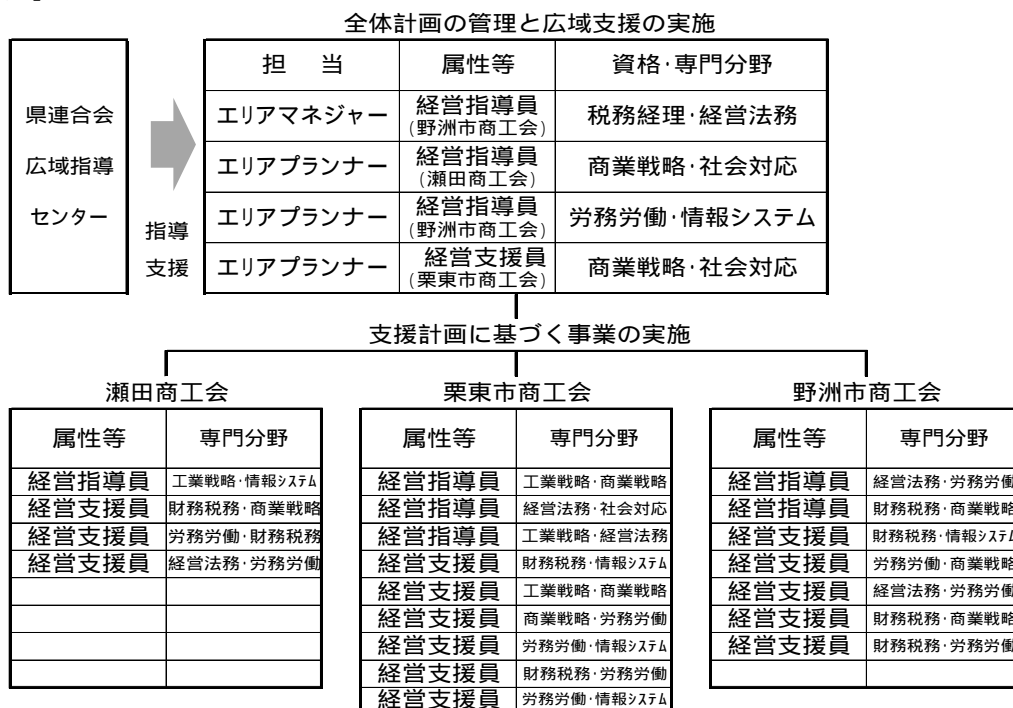 全体計画の管理と広域支援の実施
県連合会
広域指導
センター
指導
支援
担　当 属性等 資格・専門分野
エリアマネジャー 経営指導員 税務経理・経営法務
(野洲市商工会)
エリアプランナー 経営指導員 商業戦略・社会対応
(瀬田商工会)
エリアプランナー 経営指導員 労務労働・情報システム
(野洲市商工会)
エリアプランナー 経営支援員 商業戦略・社会対応
(栗東市商工会)
支援計画に基づく事業の実施
瀬田商工会
属性等 専門分野
経営指導員 工業戦略・情報ｼｽﾃﾑ
経営支援員 財務税務・商業戦略
経営支援員 労務労働・財務税務
経営支援員 経営法務・労務労働
栗東市商工会
属性等 専門分野
経営指導員 工業戦略・商業戦略
経営指導員 経営法務・社会対応
経営指導員 工業戦略・経営法務
経営支援員 財務税務・情報ｼｽﾃﾑ
経営支援員 工業戦略・商業戦略
経営支援員 商業戦略・労務労働
経営支援員 労務労働・情報ｼｽﾃﾑ
経営支援員 財務税務・労務労働
経営支援員 労務労働・情報ｼｽﾃﾑ
野洲市商工会
属性等 専門分野
経営指導員 経営法務・労務労働
経営指導員 財務税務・商業戦略
経営支援員 財務税務・情報ｼｽﾃﾑ
経営支援員 労務労働・商業戦略
経営支援員 経営法務・労務労働
経営支援員 財務税務・商業戦略
経営支援員 財務税務・労務労働